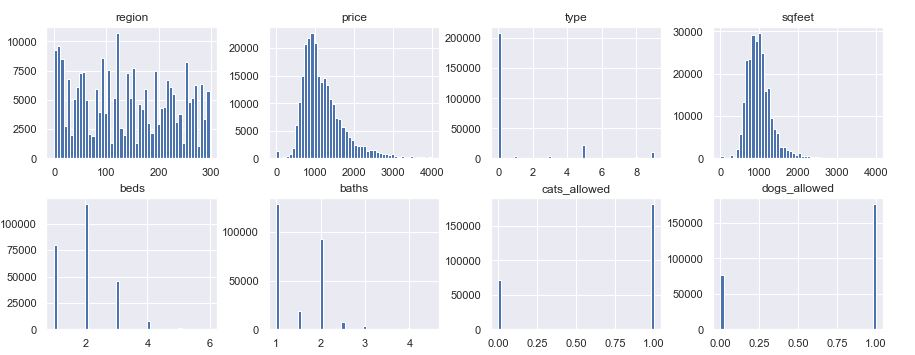 region
10000
7500
5000
2500
0
0 100 200 300
price
20000
15000
10000
5000
0
0 1000 2000 3000 4000
type
200000
150000
100000
50000
0
0 2 4 6 8
sqfeet
30000
20000
10000
0
0 1000 2000 3000 4000
beds
100000
75000
50000
25000
0
2 4 6
baths
100000
50000
0
1 2 3 4
cats_allowed
150000
100000
50000
0
0.00 0.25 0.50 0.75 1.00
dogs_allowed
150000
100000
50000
0
0.00 0.25 0.50 0.75 1.00